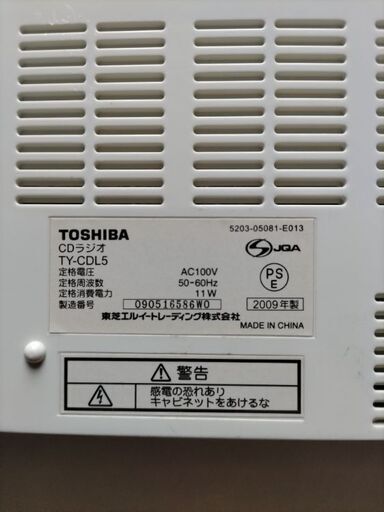 5203-05081-E013
TOSHIBA
CDラジオ
TY-CDL5
定格電圧 AC100V
定格周波数 50-60Hz
定格消費電力 11W
製造番号 090516586W0
東芝エルイートレーディング株式会社
S JQA
PS
E
2009年製
MADE IN CHINA
警告
感電の恐れあり
キャビネットをあけるな